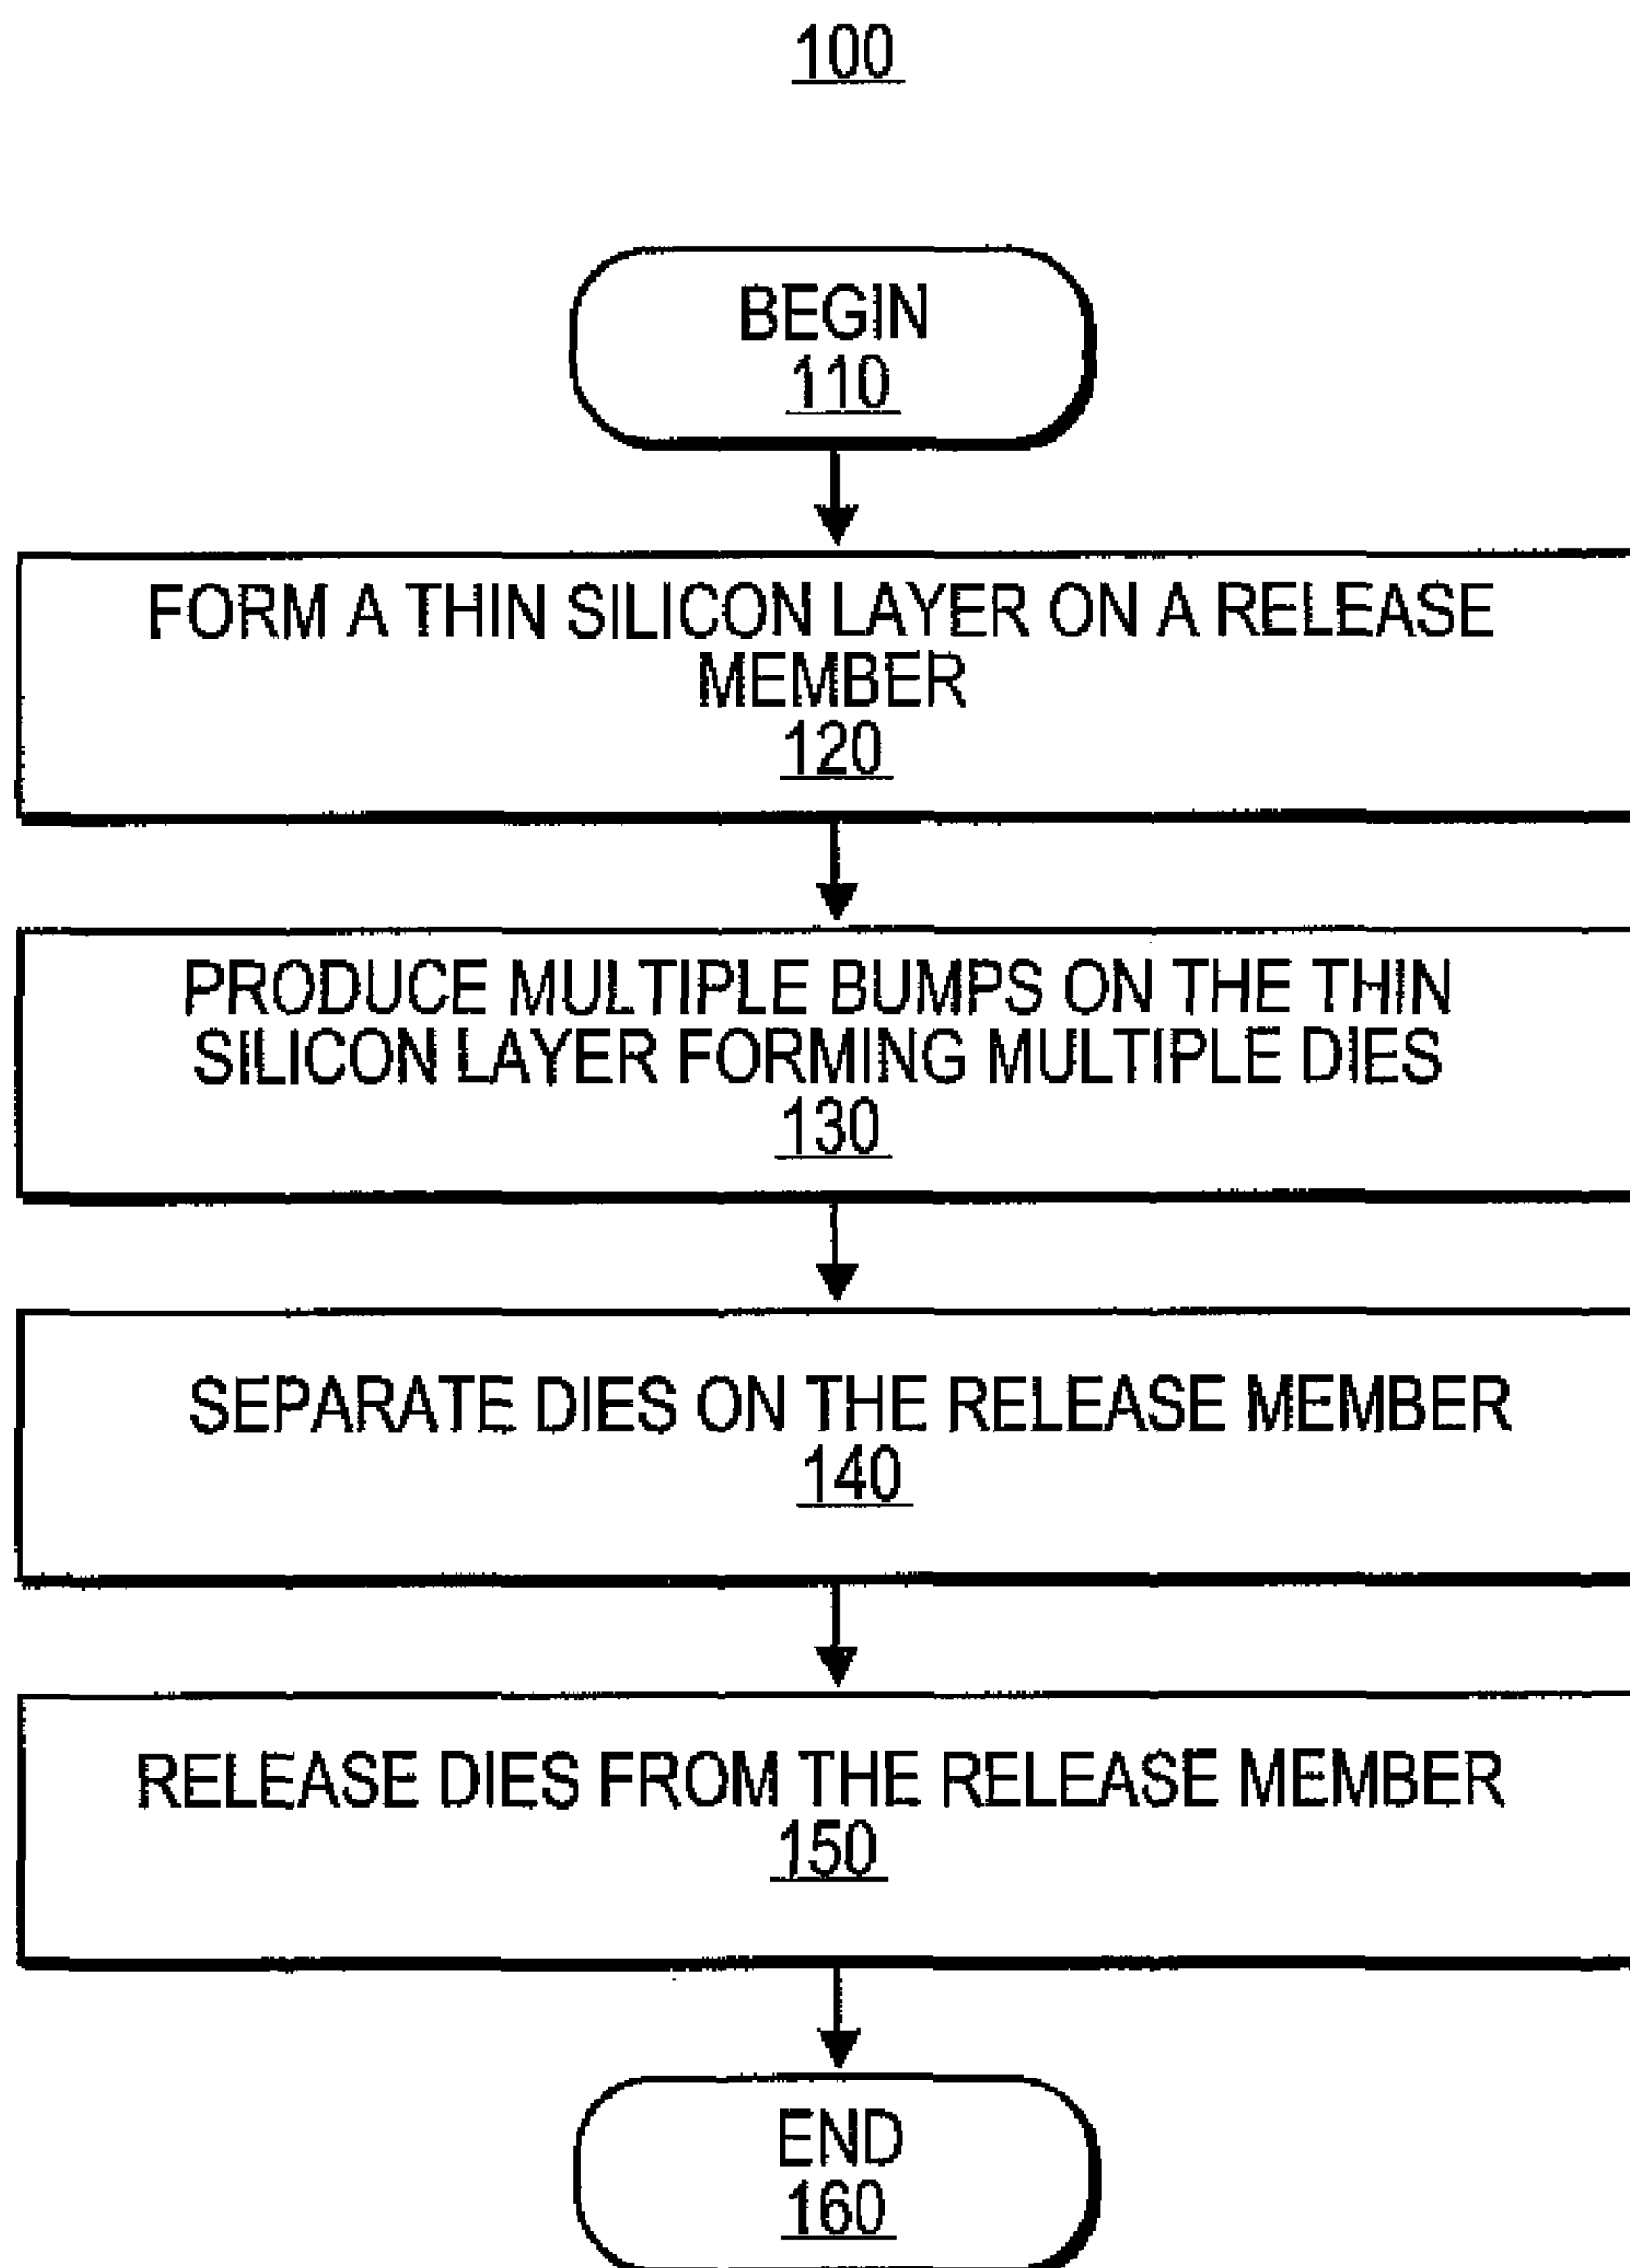 100
BEGIN
110
FORM A THIN SILICON LAYER ON A RELEASE
MEMBER
120
PRODUCE MULTIPLE BUMPS ON THE THIN
SILICON LAYER FORMING MULTIPLE DIES
130
SEPARATE DIES ON THE RELEASE MEMBER
140
RELEASE DIES FROM THE RELEASE MEMBER
150
END
160